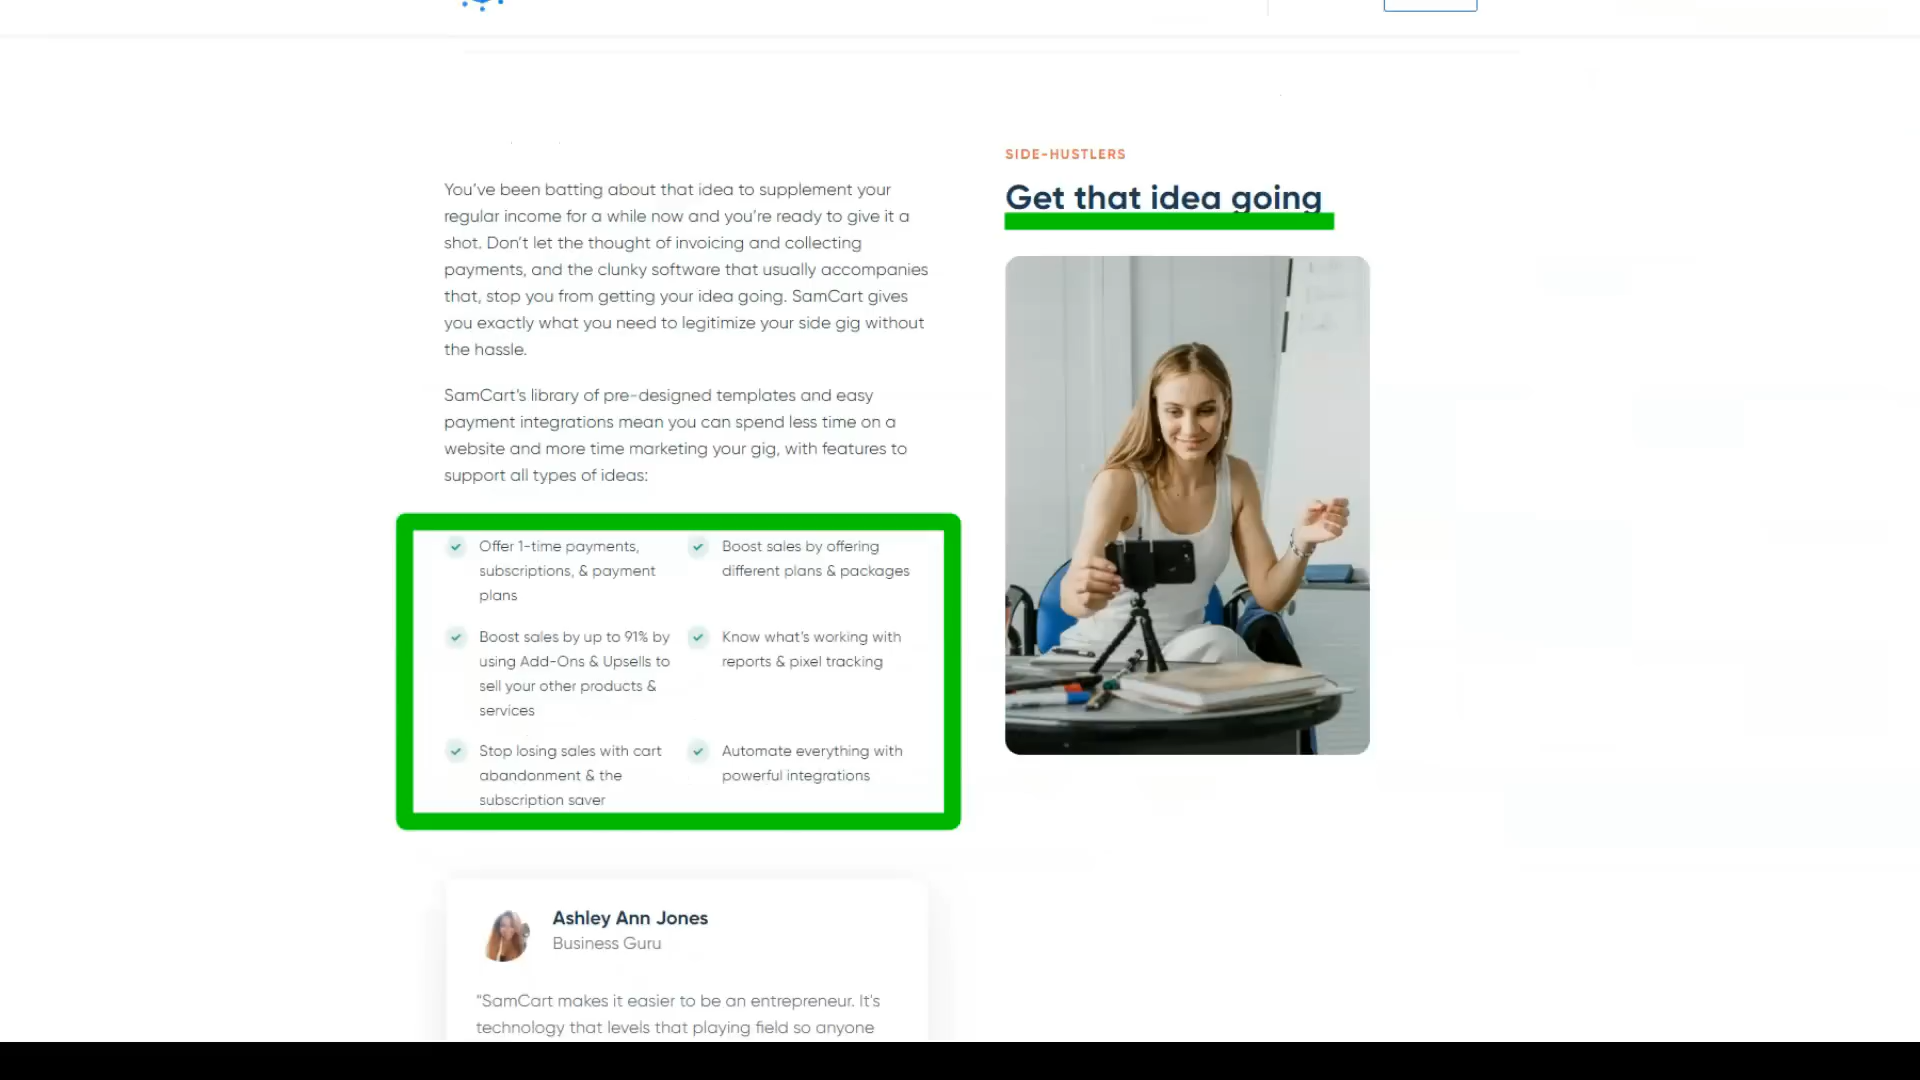 You've been batting about that idea to supplement your
regular income for a while now and you're ready to give it a
shot. Don't let the thought of invoicing and collecting
payments, and the clunky software that usually accompanies
that, stop you from getting your idea going. SamCart gives
you exactly what you need to legitimize your side gig without
the hassle.
SamCart's library of pre-designed templates and easy
payment integrations mean you can spend less time on a
website and more time marketing your gig, with features to
support all types of ideas:
Offer 1-time payments,
subscriptions, & payment
plans
Boost sales by offering
different plans & packages
Boost sales by up to 91% by
using Add-Ons & Upsells to
sell your other products &
services
Know what's working with
reports & pixel tracking
Stop losing sales with cart
abandonment & the
subscription saver
Automate everything with
powerful integrations
Ashley Ann Jones
Business Guru
"SamCart makes it easier to be an entrepreneur. It's
technology that levels that playing field so anyone
SIDE-HUSTLERS
Get that idea going